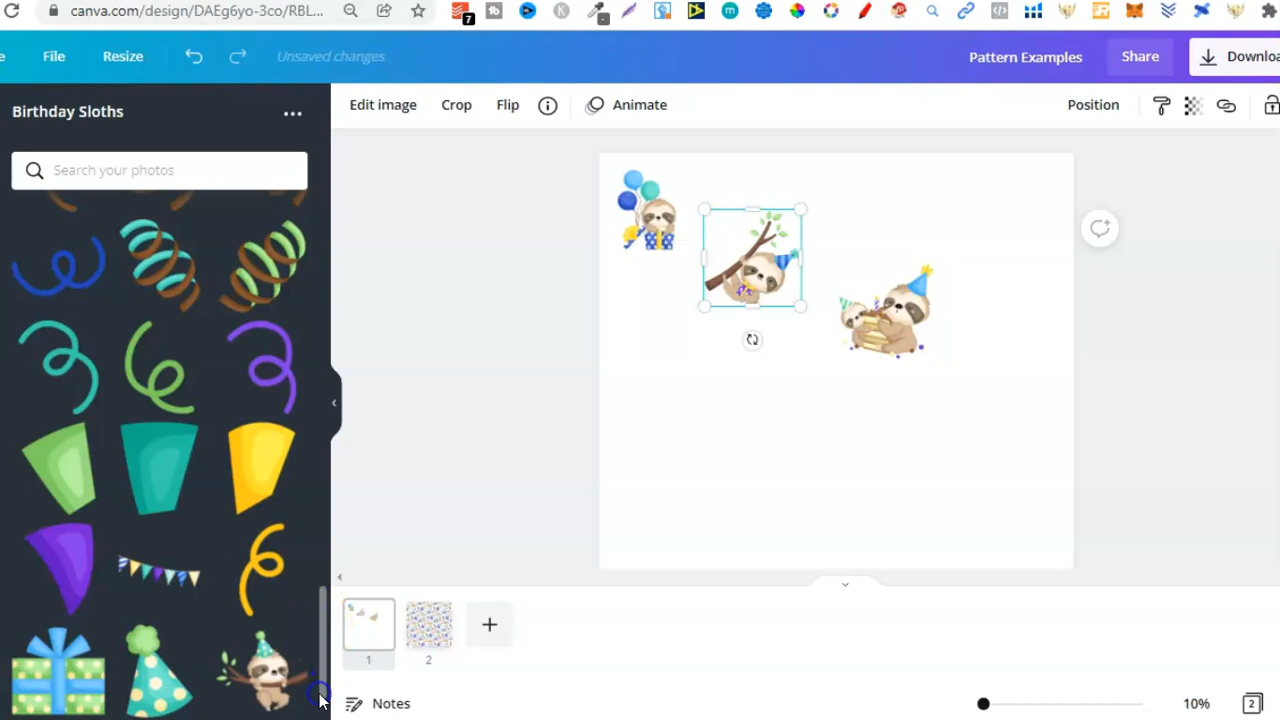 canva.com/design/DAEg6yo-3co/RBL...
7
File
Resize
Unsaved changes
Pattern Examples
Share
Birthday Sloths
Edit image
Crop
Flip
Animate
Position
Search your photos
1
2
Notes
10%
2